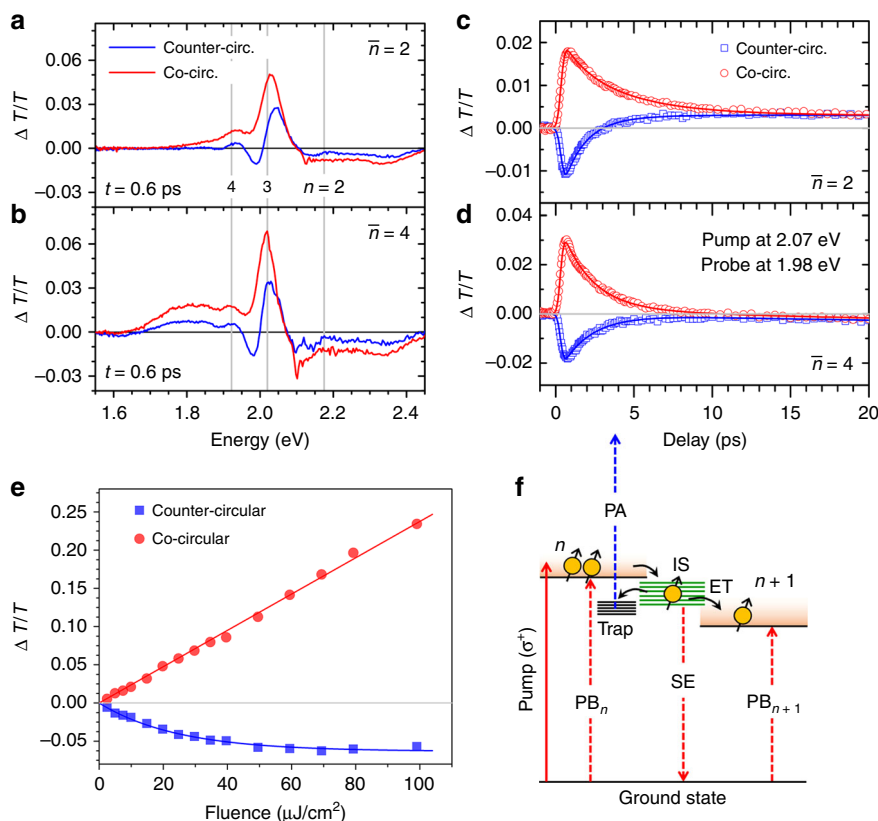 a
Counter-circ.
Co-circ.
n̄ = 2
t = 0.6 ps
4
3
n = 2
Δ T/T
0.06
0.03
0.00
−0.03
b
n̄ = 4
t = 0.6 ps
Δ T/T
0.06
0.03
0.00
−0.03
1.6
1.8
2.0
2.2
2.4
Energy (eV)
c
Counter-circ.
Co-circ.
n̄ = 2
Δ T/T
0.02
0.01
0.00
−0.01
d
Pump at 2.07 eV
Probe at 1.98 eV
n̄ = 4
Δ T/T
0.04
0.02
0.00
−0.02
0
5
10
15
20
Delay (ps)
e
Counter-circular
Co-circular
Δ T/T
0.25
0.20
0.15
0.10
0.05
0.00
−0.05
0
20
40
60
80
100
Fluence (μJ/cm²)
f
PA
n
IS
ET
n + 1
Trap
Pump (σ⁺)
PBₙ
SE
PBₙ ₊ ₁
Ground state